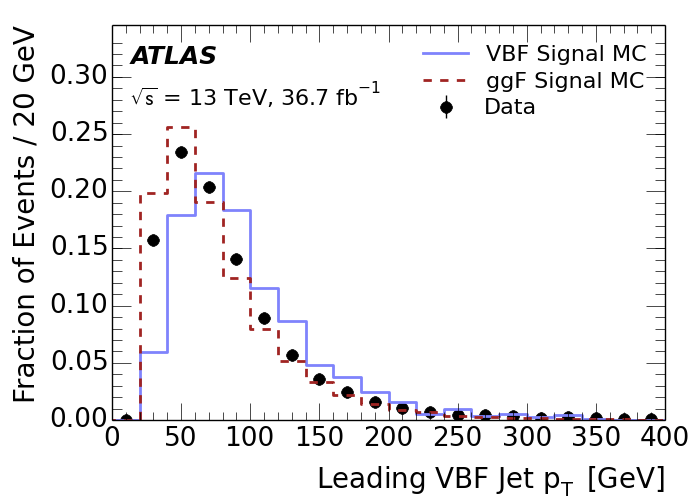 ATLAS
√s = 13 TeV, 36.7 fb⁻¹
VBF Signal MC
ggF Signal MC
Data
Fraction of Events / 20 GeV
0.30
0.25
0.20
0.15
0.10
0.05
0.00
0 50 100 150 200 250 300 350 400
Leading VBF Jet p_T [GeV]